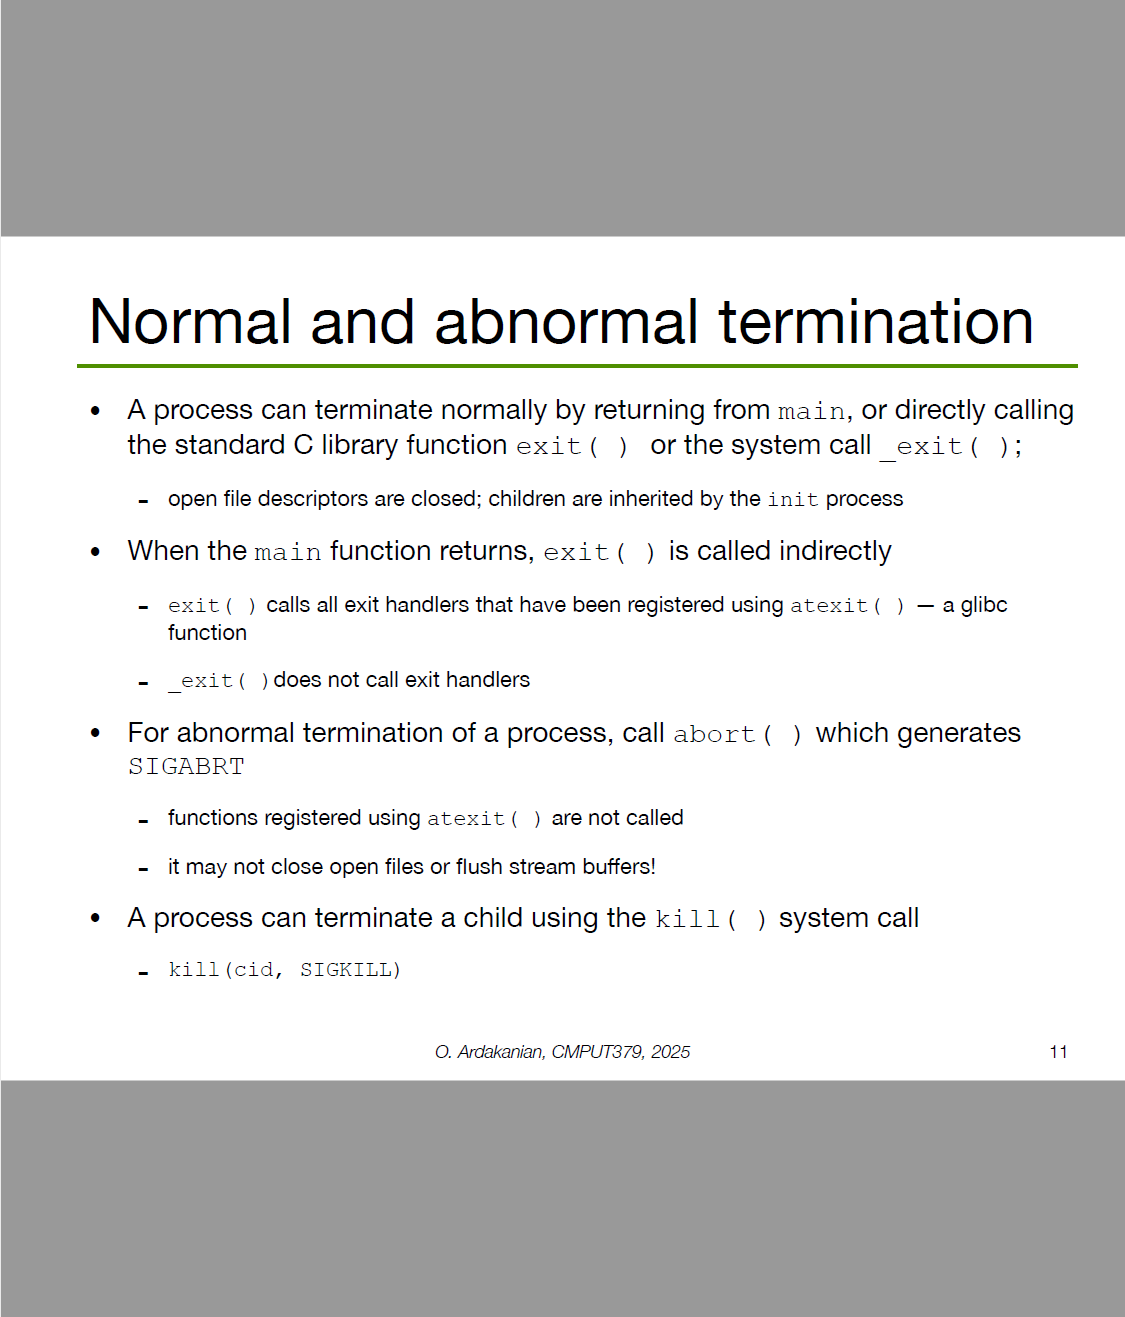 Normal and abnormal termination
• A process can terminate normally by returning from main, or directly calling
the standard C library function exit( ) or the system call _exit( );
- open file descriptors are closed; children are inherited by the init process
• When the main function returns, exit( ) is called indirectly
- exit( ) calls all exit handlers that have been registered using atexit( ) — a glibc
function
- _exit( )does not call exit handlers
• For abnormal termination of a process, call abort( ) which generates
SIGABRT
- functions registered using atexit( ) are not called
- it may not close open files or flush stream buffers!
• A process can terminate a child using the kill( ) system call
- kill(cid, SIGKILL)
O. Ardakanian, CMPUT379, 2025
11